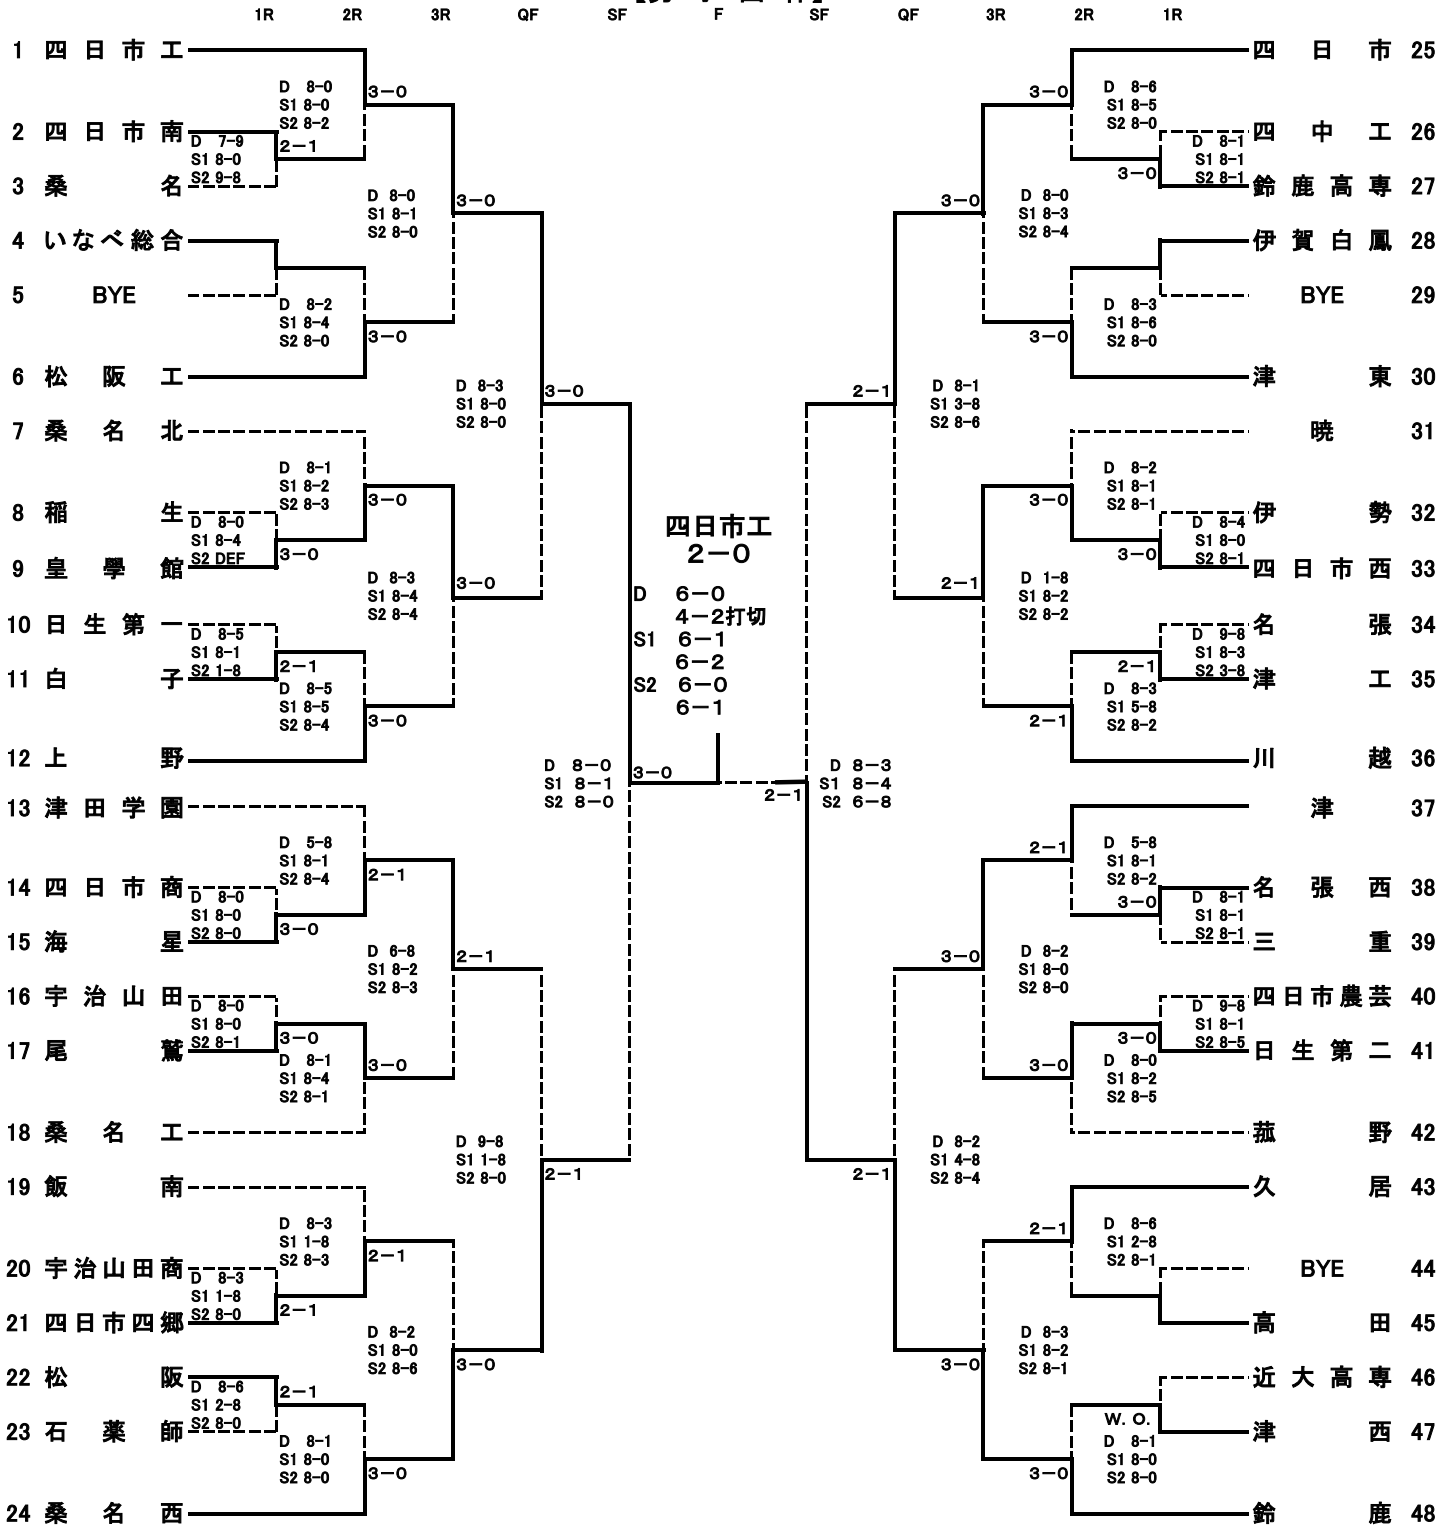 1R 2R 3R QF SF F SF QF 3R 2R 1R
1 四日市工
D 8-0
S1 8-0
S2 8-2
3-0
2 四日市南
D 7-9
S1 8-0
S2 9-8
2-1
3 桑名
D 8-0
S1 8-1
S2 8-0
3-0
4 いなべ総合
5 BYE
D 8-2
S1 8-4
S2 8-0
3-0
6 松阪工
D 8-3
S1 8-0
S2 8-0
3-0
7 桑名北
D 8-1
S1 8-2
S2 8-3
3-0
8 稲生
D 8-0
S1 8-4
S2 DEF
3-0
9 皇學館
D 8-3
S1 8-4
S2 8-4
3-0
10 日生第一
D 8-5
S1 8-1
S2 1-8
2-1
11 白子
D 8-5
S1 8-5
S2 8-4
3-0
12 上野
D 8-0
S1 8-1
S2 8-0
3-0
13 津田学園
D 5-8
S1 8-1
S2 8-4
2-1
14 四日市商
D 8-0
S1 8-0
S2 8-0
3-0
15 海星
D 6-8
S1 8-2
S2 8-3
2-1
16 宇治山田
D 8-0
S1 8-0
S2 8-1
3-0
17 尾鷲
D 8-1
S1 8-4
S2 8-1
3-0
18 桑名工
D 9-8
S1 1-8
S2 8-0
2-1
19 飯南
D 8-3
S1 1-8
S2 8-3
2-1
20 宇治山田商
D 8-3
S1 1-8
S2 8-0
2-1
21 四日市四郷
D 8-2
S1 8-0
S2 8-6
3-0
22 松阪
D 8-6
S1 2-8
S2 8-0
2-1
23 石薬師
D 8-1
S1 8-0
S2 8-0
3-0
24 桑名西
四日市工
2-0
D 6-0
4-2打切
S1 6-1
6-2
S2 6-0
6-1
四日市 25
3-0
D 8-6
S1 8-5
S2 8-0
四中工 26
D 8-1
S1 8-1
S2 8-1
3-0
鈴鹿高専 27
3-0
D 8-0
S1 8-3
S2 8-4
伊賀白鳳 28
BYE 29
D 8-3
S1 8-6
S2 8-0
3-0
津東 30
2-1
D 8-1
S1 3-8
S2 8-6
暁 31
D 8-2
S1 8-1
S2 8-1
3-0
伊勢 32
D 8-4
S1 8-0
S2 8-1
3-0
四日市西 33
2-1
D 1-8
S1 8-2
S2 8-2
名張 34
D 9-8
S1 8-3
S2 3-8
2-1
津工 35
D 8-3
S1 5-8
S2 8-2
2-1
川越 36
D 8-3
S1 8-4
S2 6-8
2-1
津 37
2-1
D 5-8
S1 8-1
S2 8-2
名張西 38
3-0
D 8-1
S1 8-1
S2 8-1
三重 39
3-0
D 8-2
S1 8-0
S2 8-0
四日市農芸 40
D 9-8
S1 8-1
S2 8-5
3-0
日生第二 41
3-0
D 8-0
S1 8-2
S2 8-5
菰野 42
D 8-2
S1 4-8
S2 8-4
2-1
久居 43
2-1
D 8-6
S1 2-8
S2 8-1
BYE 44
高田 45
D 8-3
S1 8-2
S2 8-1
3-0
近大高専 46
W. O.
津西 47
D 8-1
S1 8-0
S2 8-0
3-0
鈴鹿 48